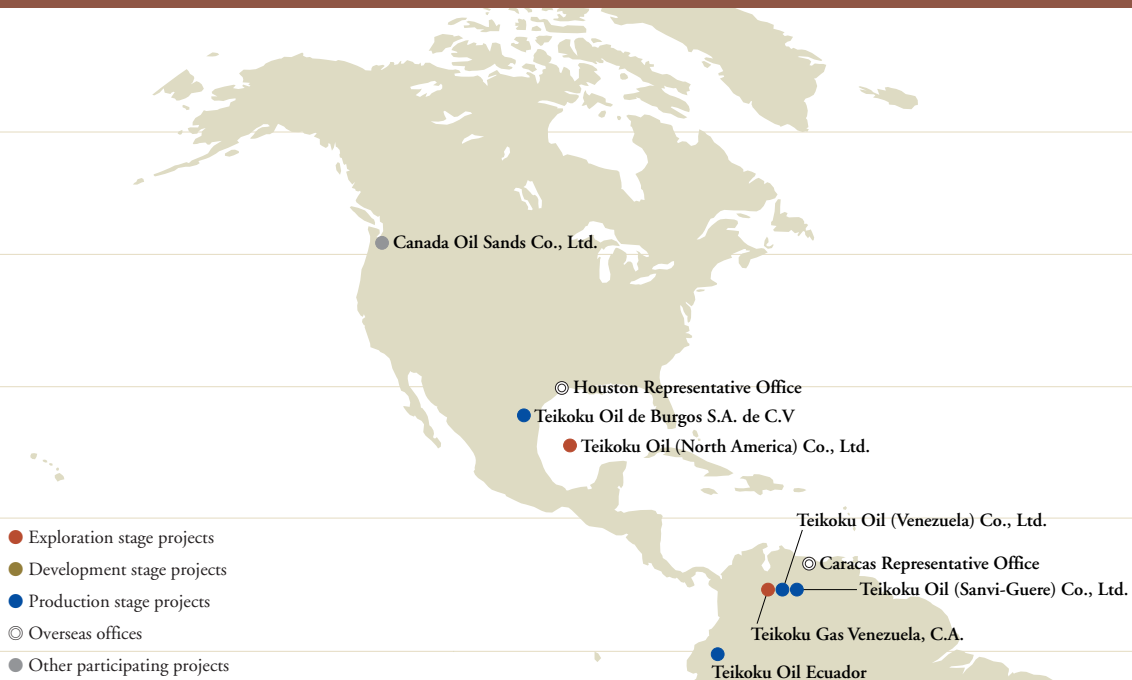 Canada Oil Sands Co., Ltd.
Houston Representative Office
Teikoku Oil de Burgos S.A. de C.V
Teikoku Oil (North America) Co., Ltd.
Teikoku Oil (Venezuela) Co., Ltd.
Caracas Representative Office
Teikoku Oil (Sanvi-Guere) Co., Ltd.
Teikoku Gas Venezuela, C.A.
Teikoku Oil Ecuador
Exploration stage projects
Development stage projects
Production stage projects
Overseas offices
Other participating projects